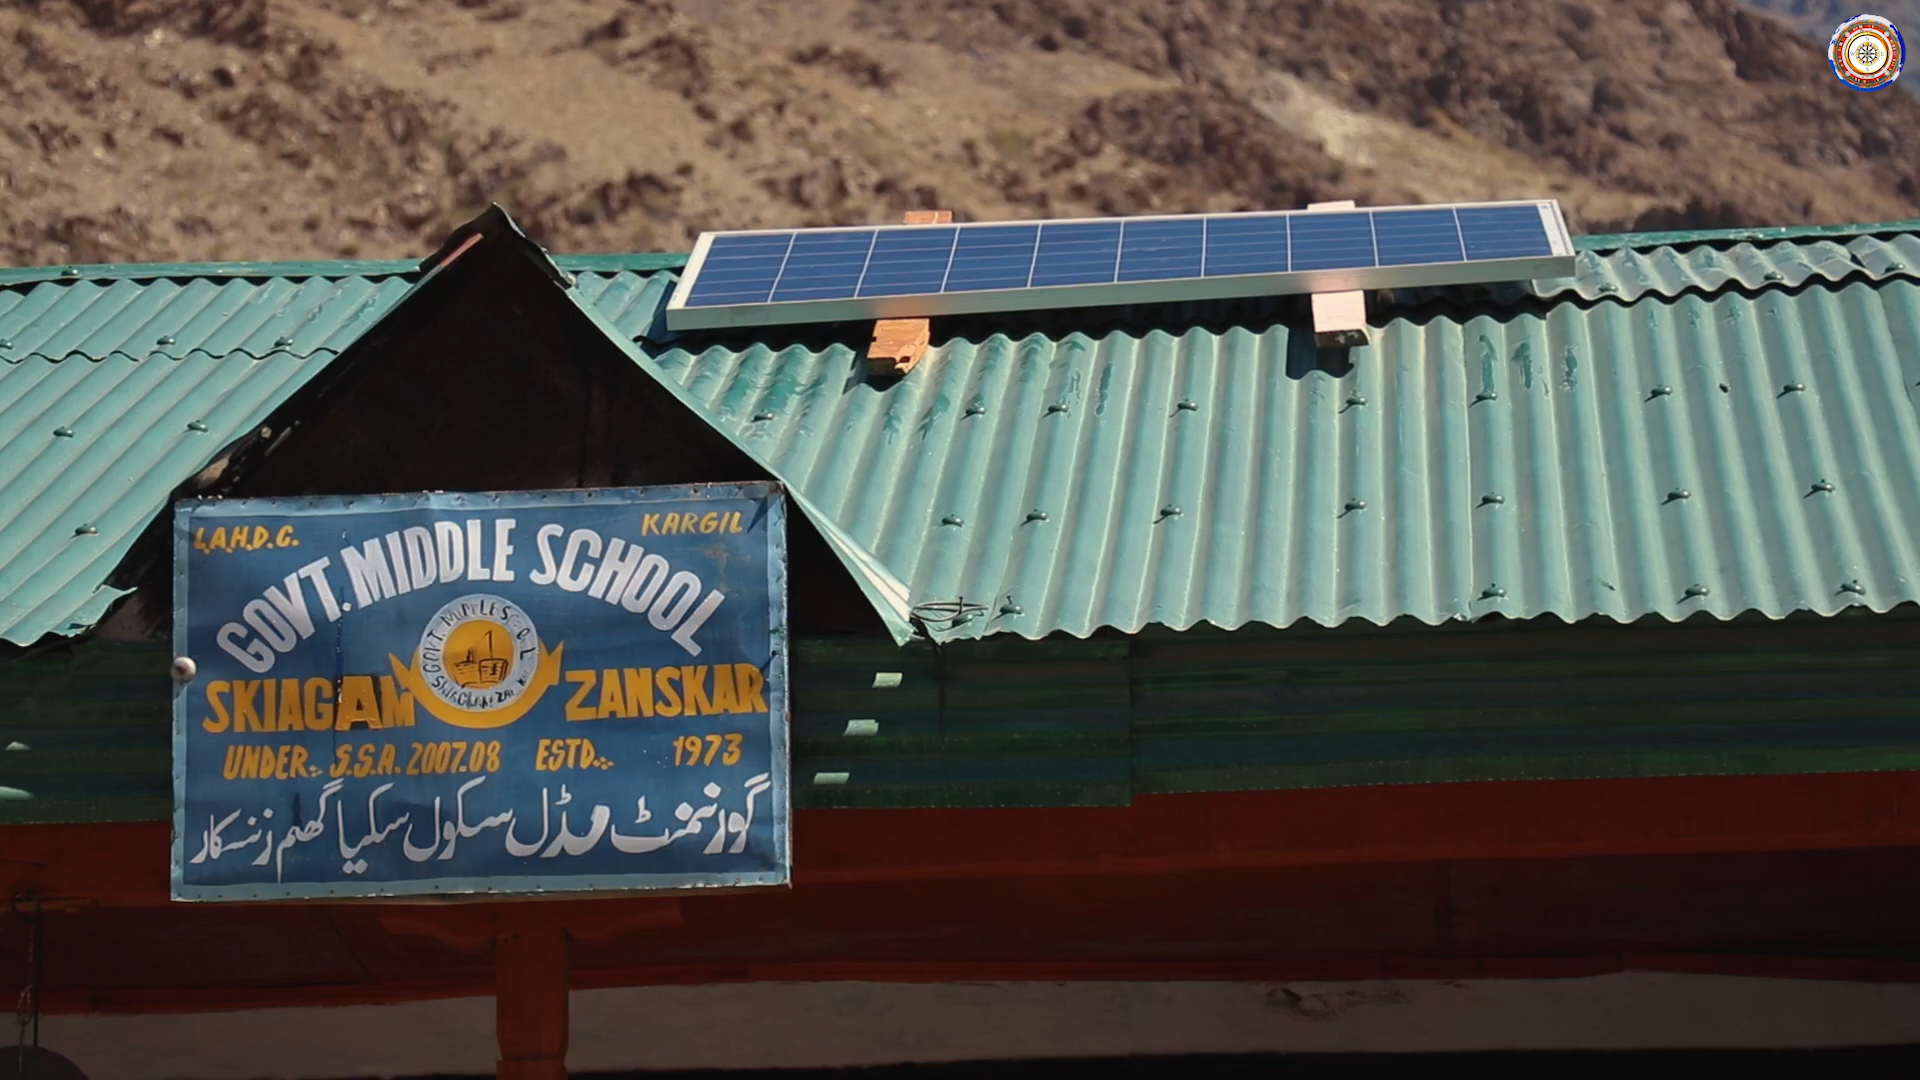 L.A.H.D.C. KARGIL
GOVT. MIDDLE SCHOOL
SKIAGAM ZANSKAR
UNDER:. S.S.A. 2007.08 ESTD.:. 1973
گورنمنٹ مڈل سکول سکیاگھم زنسکار